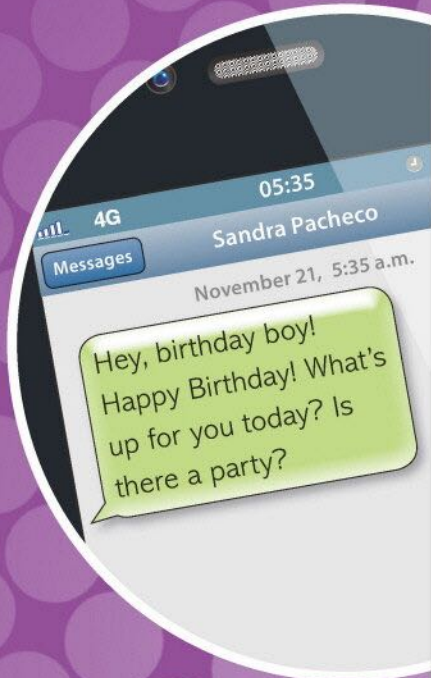 4G
05:35
Messages
Sandra Pacheco
November 21, 5:35 a.m.
Hey, birthday boy!
Happy Birthday! What's
up for you today? Is
there a party?